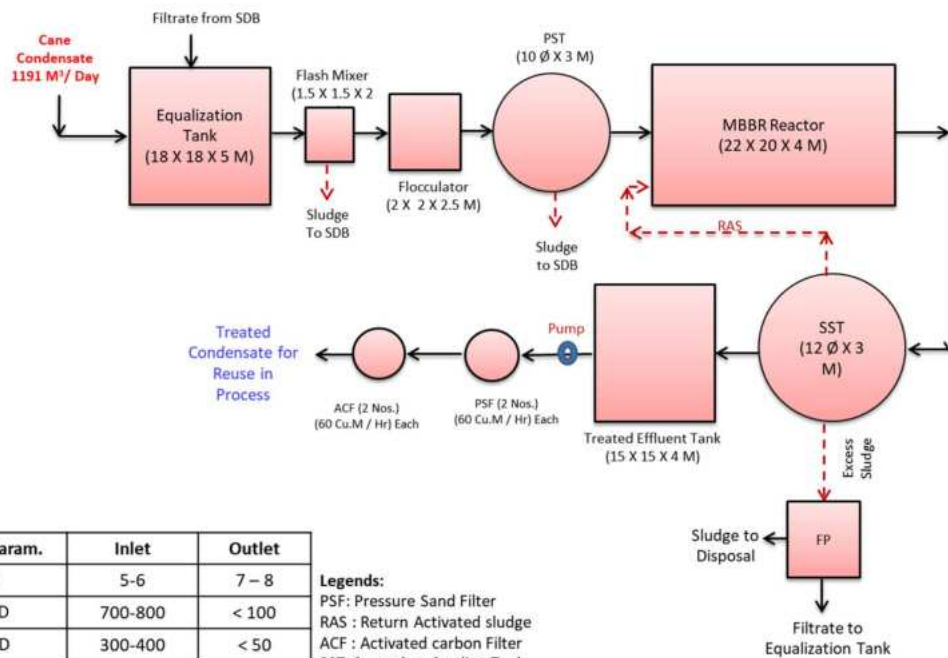 Filtrate from SDB
Cane
Condensate
1191 M³/ Day
Equalization
Tank
(18 X 18 X 5 M)
Flash Mixer
(1.5 X 1.5 X 2
Sludge
To SDB
Flocculator
(2 X 2 X 2.5 M)
PST
(10 Ø X 3 M)
Sludge
to SDB
MBBR Reactor
(22 X 20 X 4 M)
RAS
SST
(12 Ø X 3
M)
Treated Effluent Tank
(15 X 15 X 4 M)
Pump
PSF (2 Nos.)
(60 Cu.M / Hr) Each
ACF (2 Nos.)
(60 Cu.M / Hr) Each
Treated
Condensate for
Reuse in
Process
Excess
Sludge
FP
Sludge to
Disposal
Filtrate to
Equalization Tank
aram. Inlet Outlet
5-6 7 – 8
D 700-800 < 100
D 300-400 < 50
Legends:
PSF: Pressure Sand Filter
RAS : Return Activated sludge
ACF : Activated carbon Filter